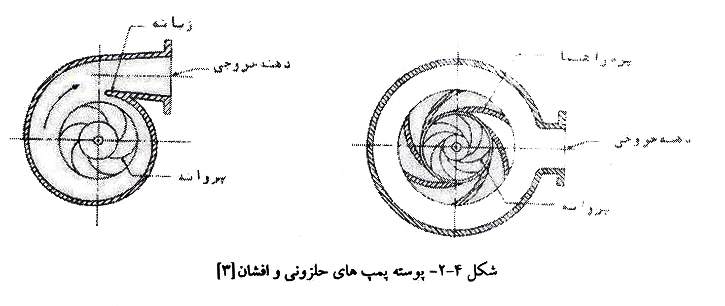 زبانه
دهنه خروجی
پروانه
پره راهنما
دهنه خروجی
پروانه
شکل ۴-۲- پوسته پمپ های حلزونی و افشان [۳]